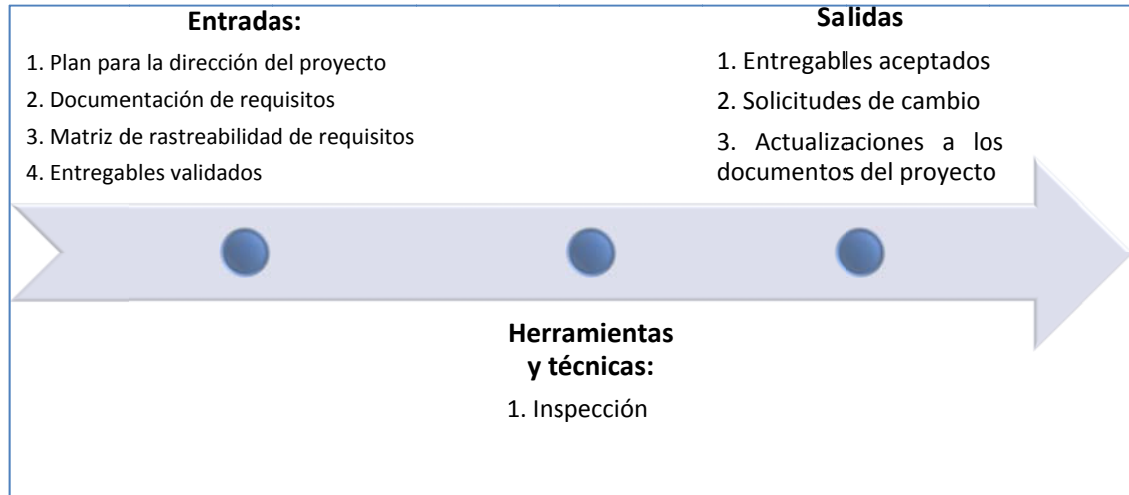 Entradas:
1. Plan para la dirección del proyecto
2. Documentación de requisitos
3. Matriz de rastreabilidad de requisitos
4. Entregables validados
Salidas
1. Entregables aceptados
2. Solicitudes de cambio
3. Actualizaciones a los
documentos del proyecto
Herramientas
y técnicas:
1. Inspección